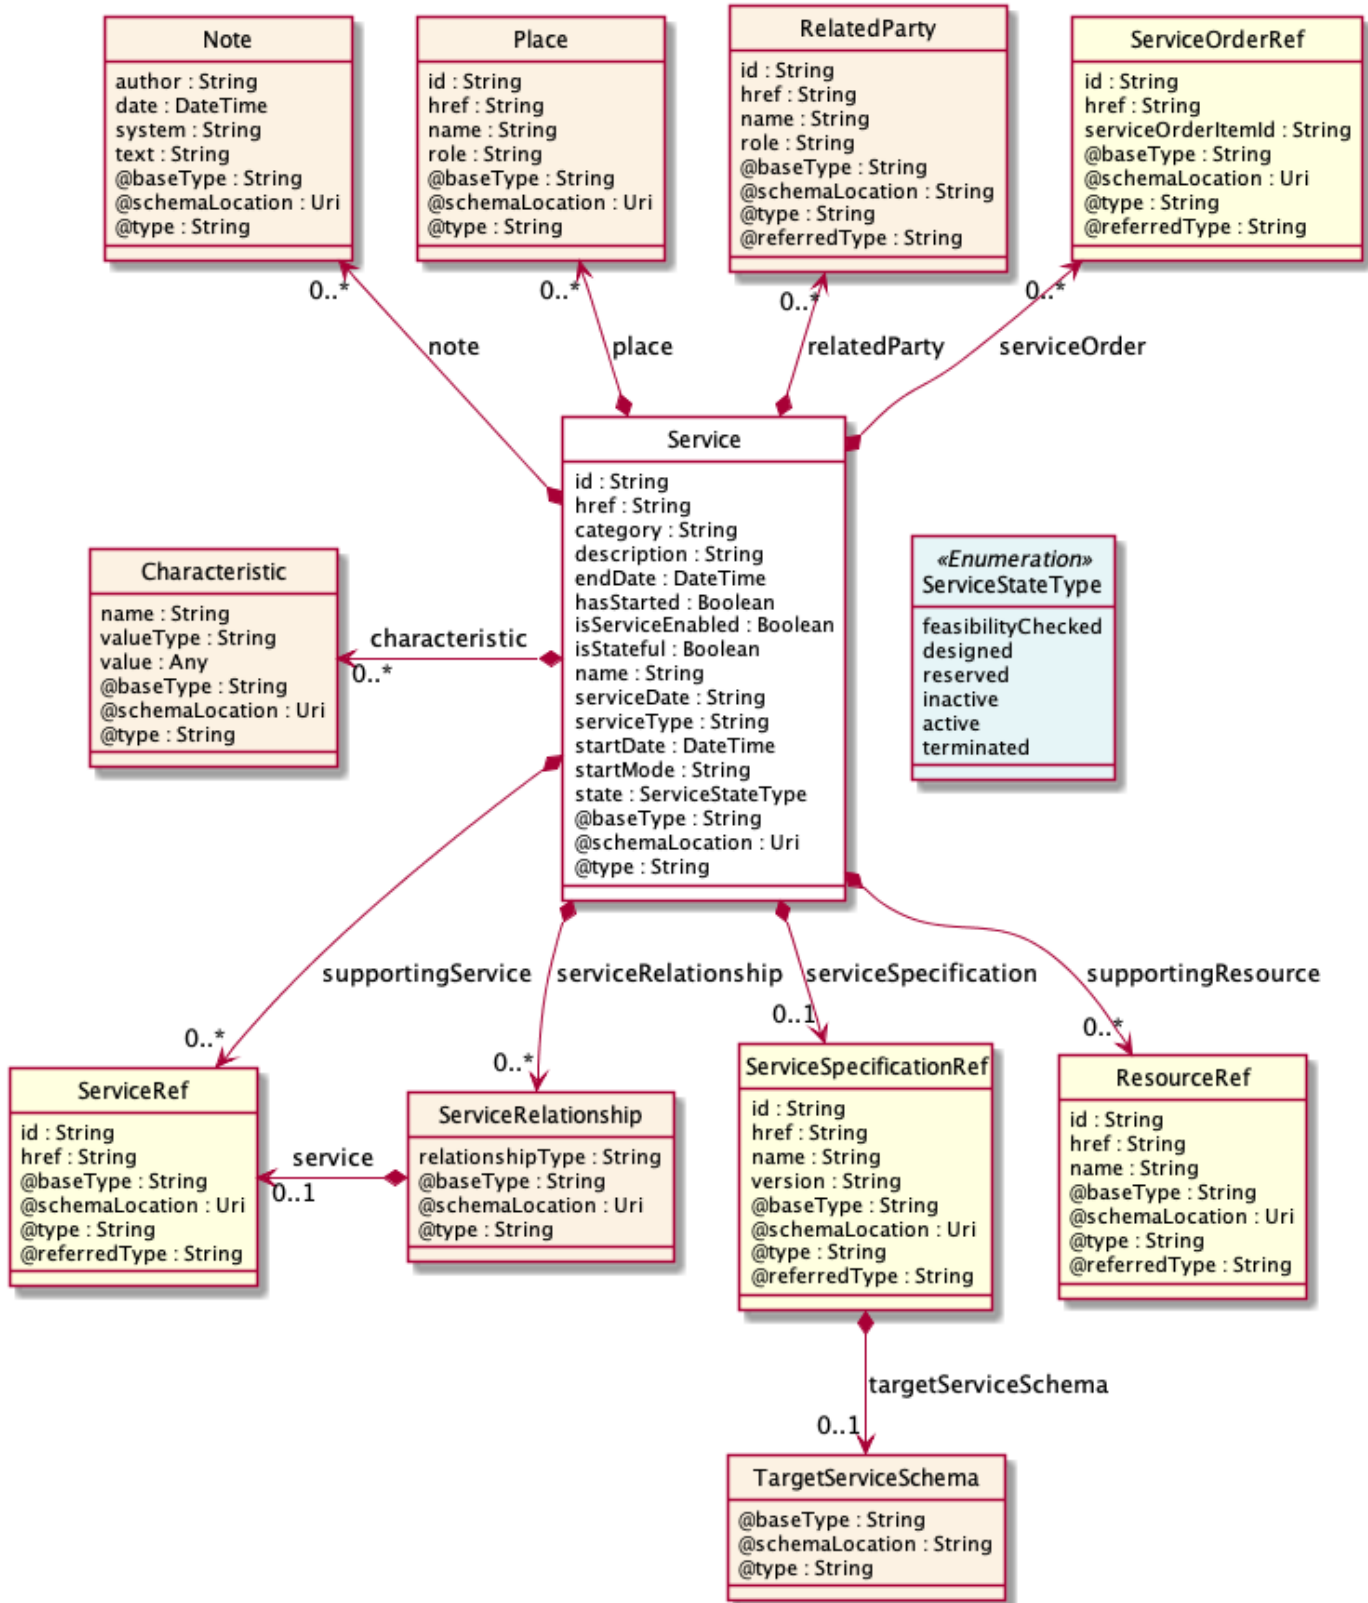 Note
author : String
date : DateTime
system : String
text : String
@baseType : String
@schemaLocation : Uri
@type : String
Place
id : String
href : String
name : String
role : String
@baseType : String
@schemaLocation : Uri
@type : String
RelatedParty
id : String
href : String
name : String
role : String
@baseType : String
@schemaLocation : String
@type : String
@referredType : String
ServiceOrderRef
id : String
href : String
serviceOrderItemId : String
@baseType : String
@schemaLocation : Uri
@type : String
@referredType : String
0..*
0..*
0..*
0..*
note
place
relatedParty
serviceOrder
Service
id : String
href : String
category : String
description : String
endDate : DateTime
hasStarted : Boolean
isServiceEnabled : Boolean
isStateful : Boolean
name : String
serviceDate : String
serviceType : String
startDate : DateTime
startMode : String
state : ServiceStateType
@baseType : String
@schemaLocation : Uri
@type : String
Characteristic
name : String
valueType : String
value : Any
@baseType : String
@schemaLocation : Uri
@type : String
characteristic
0..*
«Enumeration»
ServiceStateType
feasibilityChecked
designed
reserved
inactive
active
terminated
supportingService
serviceRelationship
serviceSpecification
supportingResource
0..*
0..*
0..1
0..*
ServiceRef
id : String
href : String
@baseType : String
@schemaLocation : Uri
@type : String
@referredType : String
service
0..1
ServiceRelationship
relationshipType : String
@baseType : String
@schemaLocation : Uri
@type : String
ServiceSpecificationRef
id : String
href : String
name : String
version : String
@baseType : String
@schemaLocation : Uri
@type : String
@referredType : String
ResourceRef
id : String
href : String
name : String
@baseType : String
@schemaLocation : Uri
@type : String
@referredType : String
targetServiceSchema
0..1
TargetServiceSchema
@baseType : String
@schemaLocation : String
@type : String